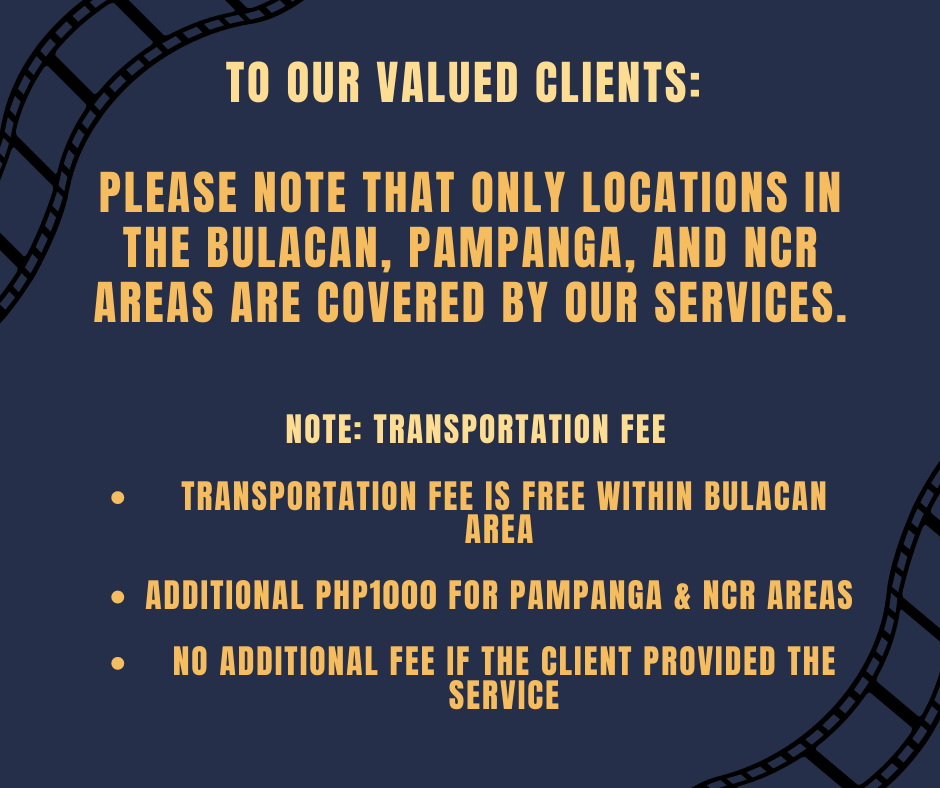 TO OUR VALUED CLIENTS:
PLEASE NOTE THAT ONLY LOCATIONS IN
THE BULACAN, PAMPANGA, AND NCR
AREAS ARE COVERED BY OUR SERVICES.
NOTE: TRANSPORTATION FEE
• TRANSPORTATION FEE IS FREE WITHIN BULACAN
AREA
• ADDITIONAL PHP1000 FOR PAMPANGA & NCR AREAS
• NO ADDITIONAL FEE IF THE CLIENT PROVIDED THE
SERVICE